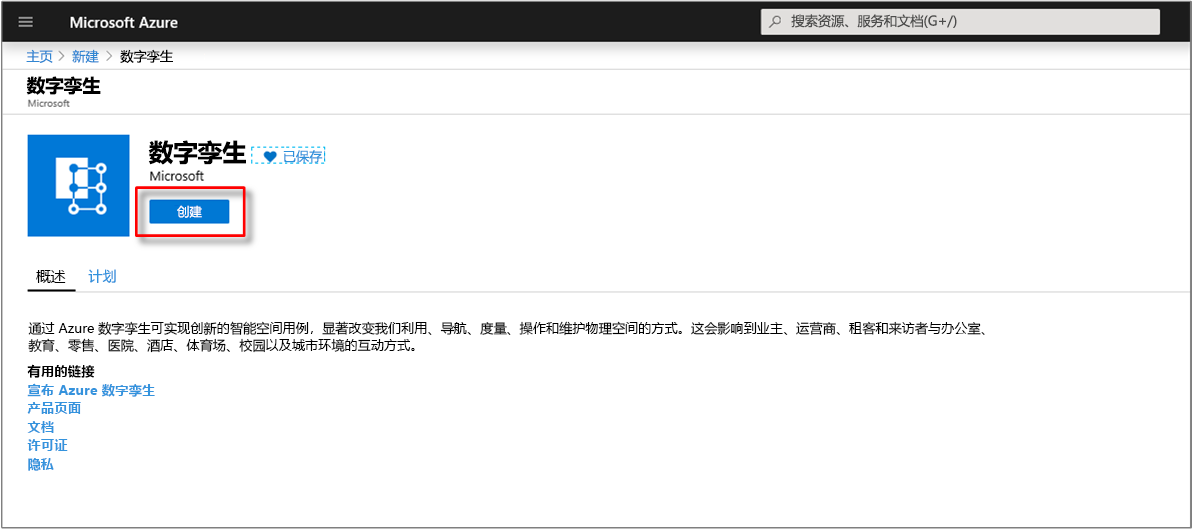 Microsoft Azure
搜索资源、服务和文档(G+/)
主页 > 新建 > 数字孪生
数字孪生
Microsoft
数字孪生 已保存
Microsoft
创建
概述 计划
通过 Azure 数字孪生可实现创新的智能空间用例，显著改变我们利用、导航、度量、操作和维护物理空间的方式。这会影响到业主、运营商、租客和来访者与办公室、
教育、零售、医院、酒店、体育场、校园以及城市环境的互动方式。
有用的链接
宣布 Azure 数字孪生
产品页面
文档
许可证
隐私